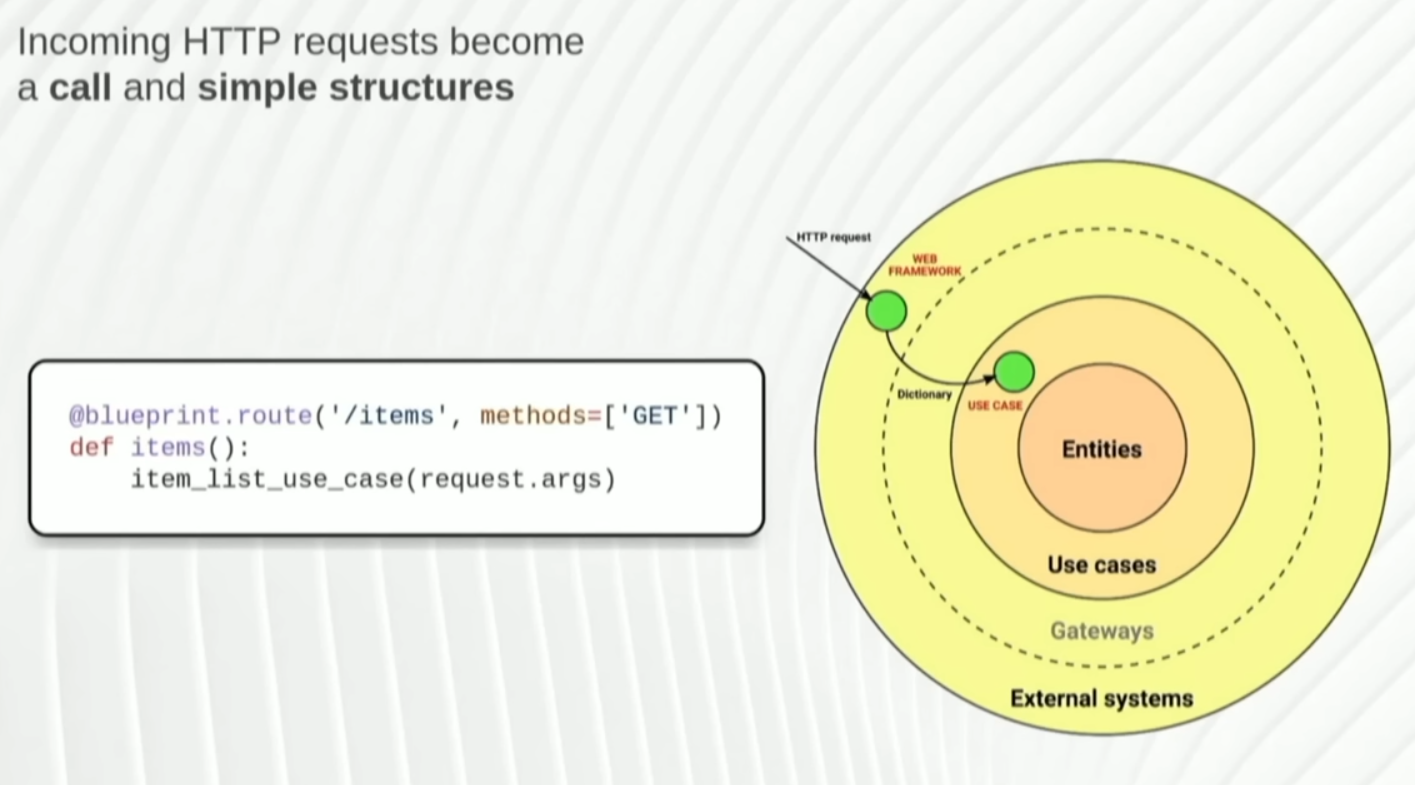 Incoming HTTP requests become
a call and simple structures
@blueprint.route('/items', methods=['GET'])
def items():
    item_list_use_case(request.args)
HTTP request
WEB
FRAMEWORK
Dictionary
USE CASE
Entities
Use cases
Gateways
External systems